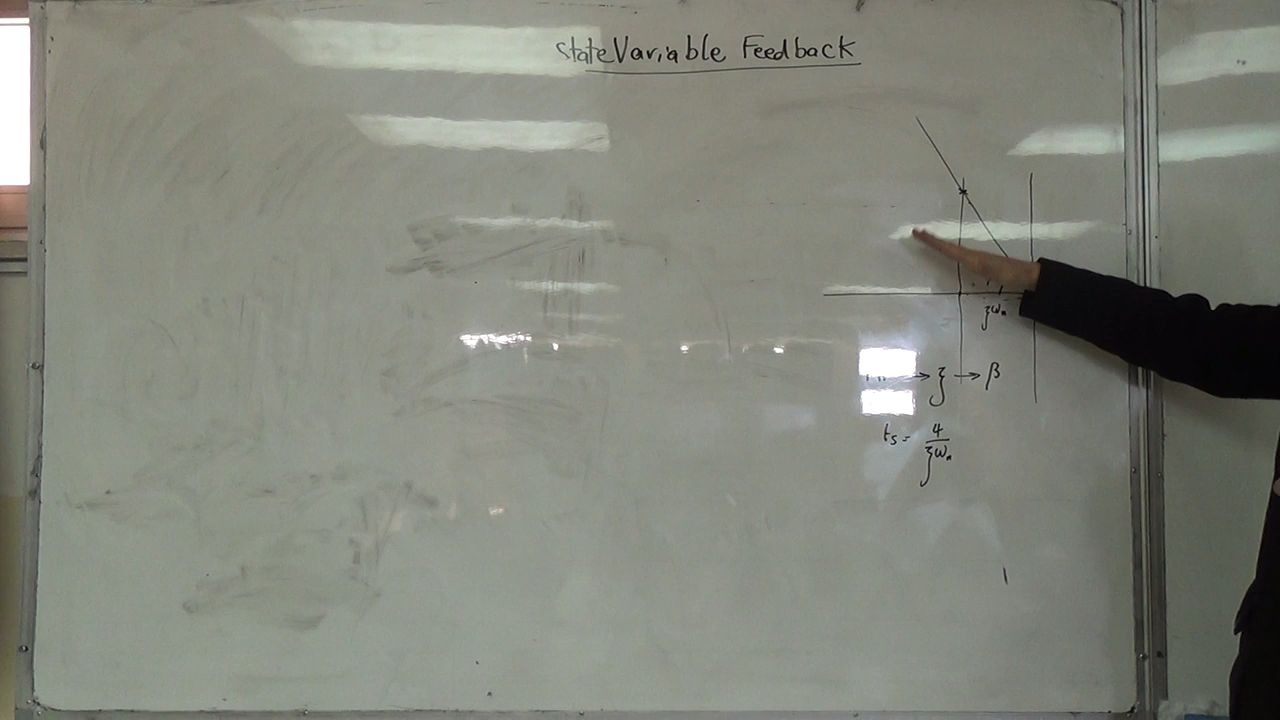 State Variable Feedback
ζωn
→ ζ → β
ts = 4/ζωn